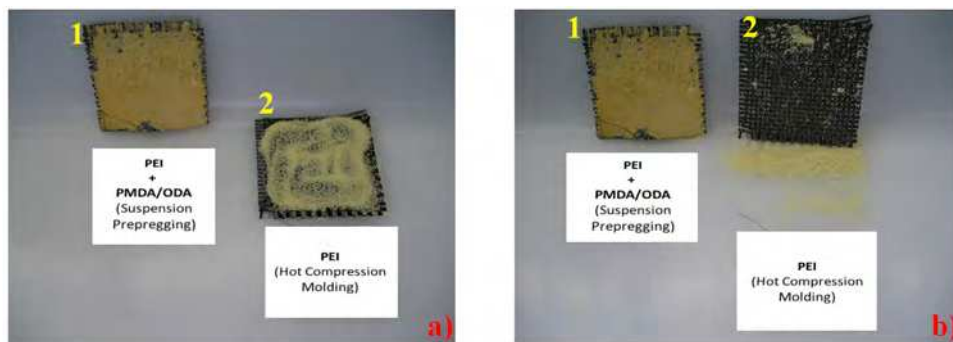 1
2
PEI
+
PMDA/ODA
(Suspension
Prepregging)
PEI
(Hot Compression
Molding)
a)
1
2
PEI
+
PMDA/ODA
(Suspension
Prepregging)
PEI
(Hot Compression
Molding)
b)